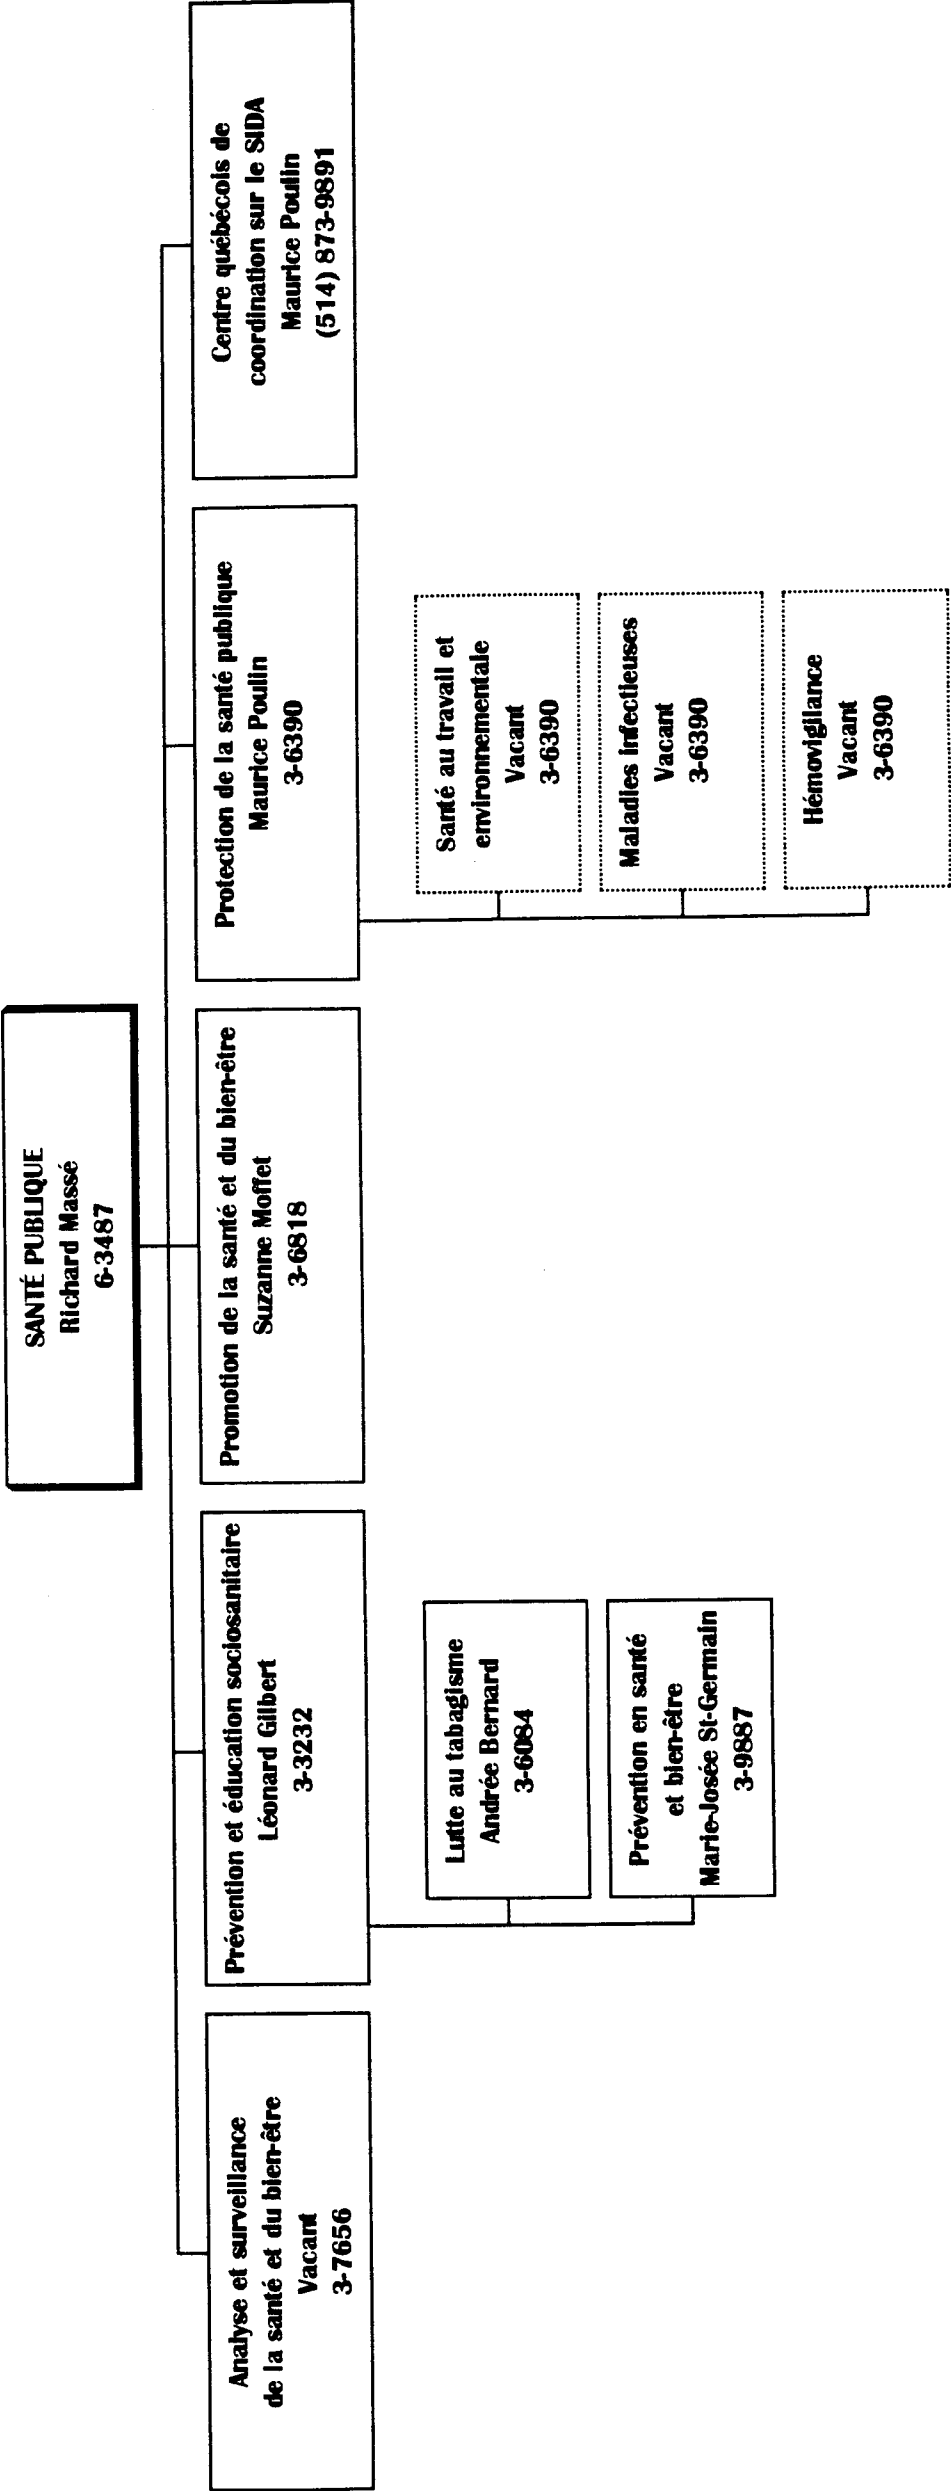 SANTÉ PUBLIQUE
Richard Massé
6-3487
Analyse et surveillance
de la santé et du bien-être
Vacant
3-7656
Prévention et éducation sociosanitaire
Léonard Gilbert
3-3232
Lutte au tabagisme
Andrée Bernard
3-6084
Prévention en santé
et bien-être
Marie-Josée St-Germain
3-9887
Promotion de la santé et du bien-être
Suzanne Moffet
3-6818
Protection de la santé publique
Maurice Poulin
3-6390
Santé au travail et
environnementale
Vacant
3-6390
Maladies infectieuses
Vacant
3-6390
Hémovigilance
Vacant
3-6390
Centre québécois de
coordination sur le SIDA
Maurice Poulin
(514) 873-9891